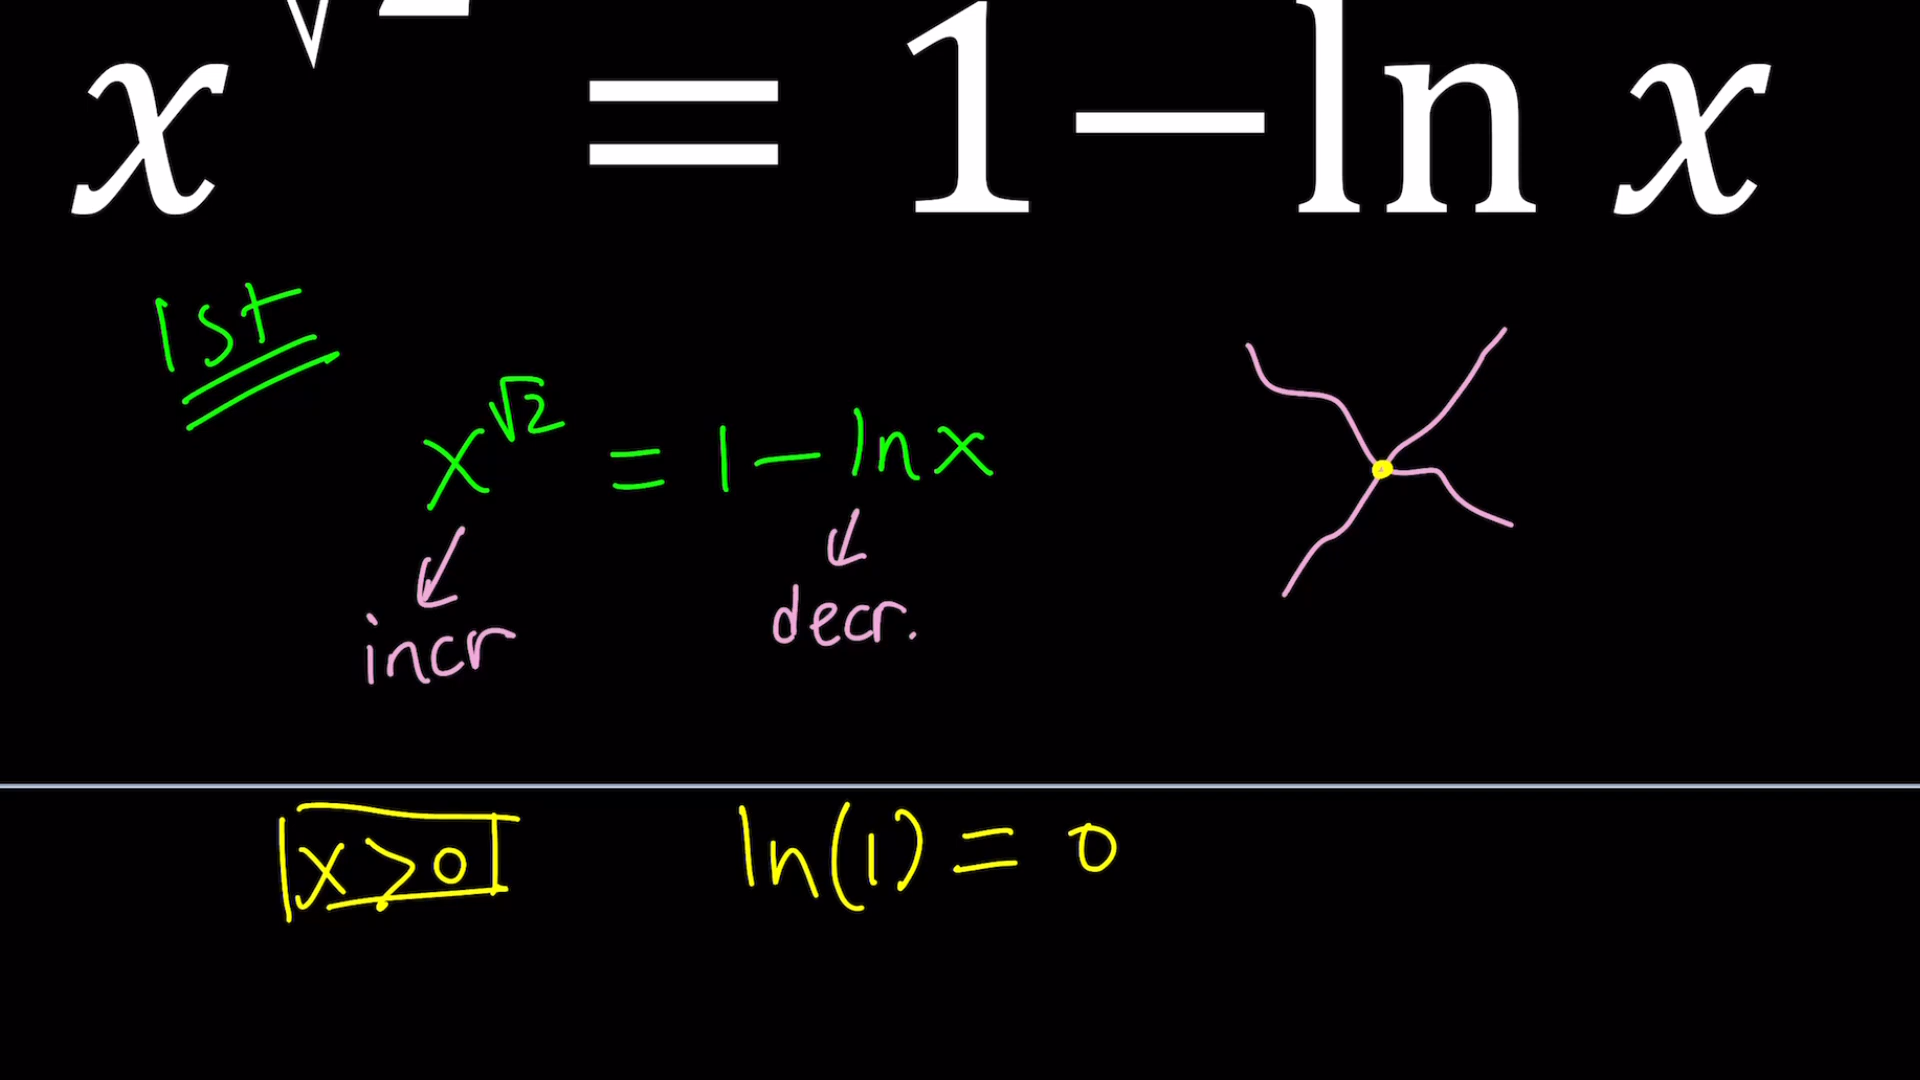 x^√2 = 1−ln x
1st
x^√2 = 1 − ln x
incr
decr.
x > 0
ln(1) = 0